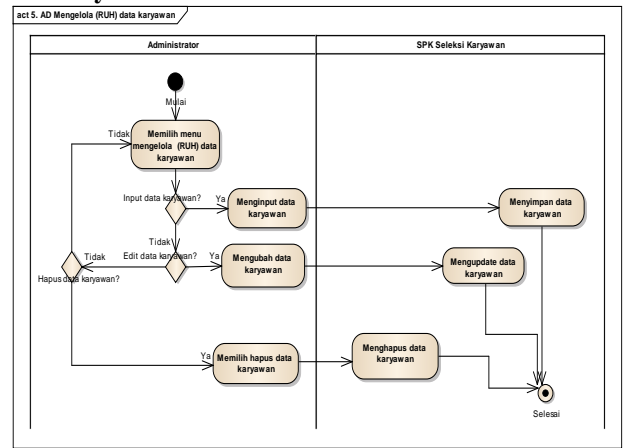 act 5. AD Mengelola (RUH) data karyawan
Administrator
SPK Seleksi Karyawan
Mulai
Tidak
Memilih menu
mengelola (RUH) data
karyawan
Input data karyawan?
Ya
Menginput data
karyawan
Menyimpan data
karyawan
Tidak
Edit data karyawan?
Ya
Mengubah data
karyawan
Mengupdate data
karyawan
Tidak
Hapus data karyawan?
Ya
Memilih hapus data
karyawan
Menghapus data
karyawan
Selesai